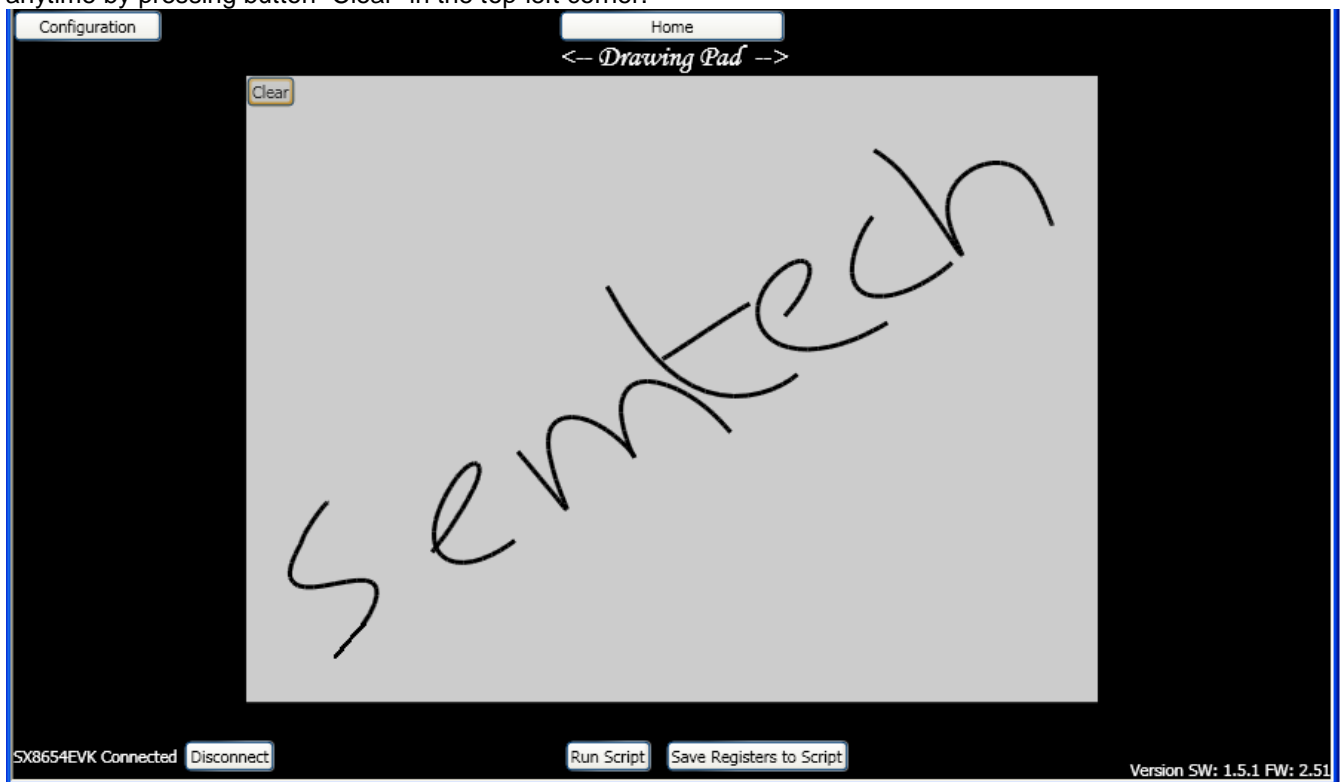 anytime by pressing button "Clear" in the top left corner.
Configuration
Home
<-- Drawing Pad -->
Clear
semtech
SX8654EVK Connected
Disconnect
Run Script
Save Registers to Script
Version SW: 1.5.1 FW: 2.51